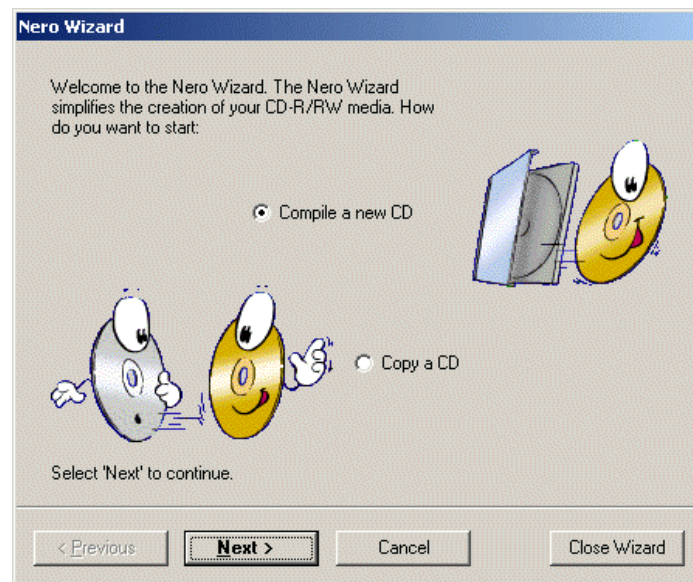 Nero Wizard
Welcome to the Nero Wizard. The Nero Wizard
simplifies the creation of your CD-R/RW media. How
do you want to start:
Compile a new CD
Copy a CD
Select 'Next' to continue.
< Previous
Next >
Cancel
Close Wizard